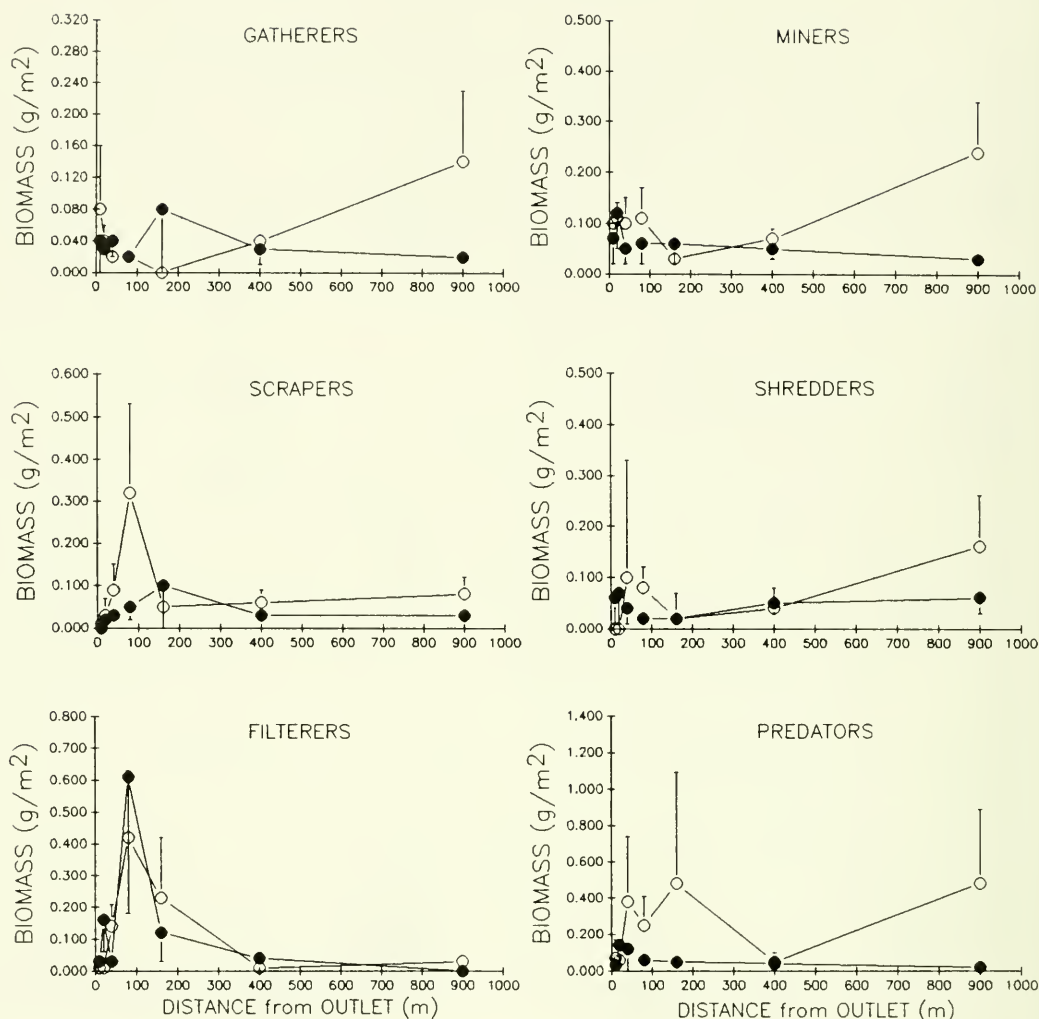 GATHERERS
BIOMASS (g/m2)
0.320
0.280
0.240
0.200
0.160
0.120
0.080
0.040
0.000
0 100 200 300 400 500 600 700 800 900 1000
MINERS
BIOMASS (g/m2)
0.500
0.400
0.300
0.200
0.100
0.000
0 100 200 300 400 500 600 700 800 900 1000
SCRAPERS
BIOMASS (g/m2)
0.600
0.500
0.400
0.300
0.200
0.100
0.000
0 100 200 300 400 500 600 700 800 900 1000
SHREDDERS
BIOMASS (g/m2)
0.500
0.400
0.300
0.200
0.100
0.000
0 100 200 300 400 500 600 700 800 900 1000
FILTERERS
BIOMASS (g/m2)
0.800
0.700
0.600
0.500
0.400
0.300
0.200
0.100
0.000
0 100 200 300 400 500 600 700 800 900 1000
DISTANCE from OUTLET (m)
PREDATORS
BIOMASS (g/m2)
1.400
1.200
1.000
0.800
0.600
0.400
0.200
0.000
0 100 200 300 400 500 600 700 800 900 1000
DISTANCE from OUTLET (m)